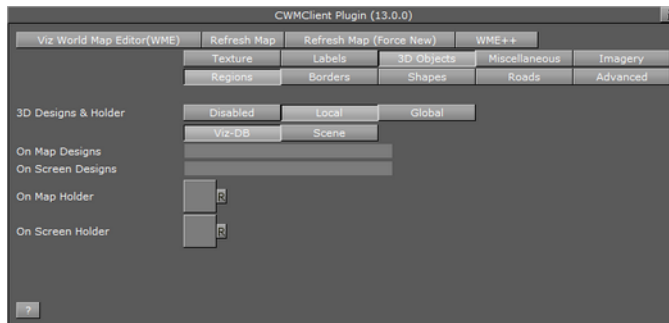 CWMClient Plugin (13.0.0)
Viz World Map Editor(WME) Refresh Map Refresh Map (Force New) WME++
Texture Labels 3D Objects Miscellaneous Imagery
Regions Borders Shapes Roads Advanced
3D Designs & Holder Disabled Local Global
Viz-DB Scene
On Map Designs
On Screen Designs
On Map Holder R
On Screen Holder R
?